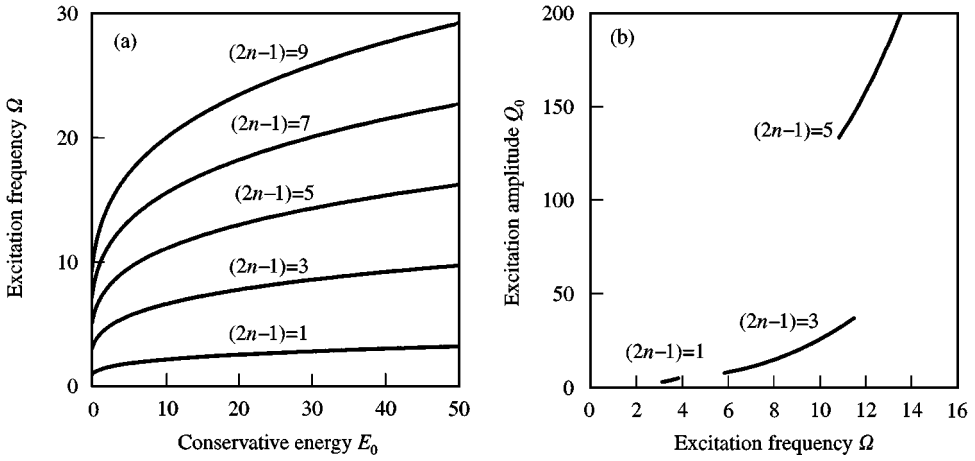 (a)
Excitation frequency Ω
30
20
10
0
(2n−1)=9
(2n−1)=7
(2n−1)=5
(2n−1)=3
(2n−1)=1
0 10 20 30 40 50
Conservative energy E₀
(b)
Excitation amplitude Q₀
200
150
100
50
0
(2n−1)=5
(2n−1)=3
(2n−1)=1
0 2 4 6 8 10 12 14 16
Excitation frequency Ω